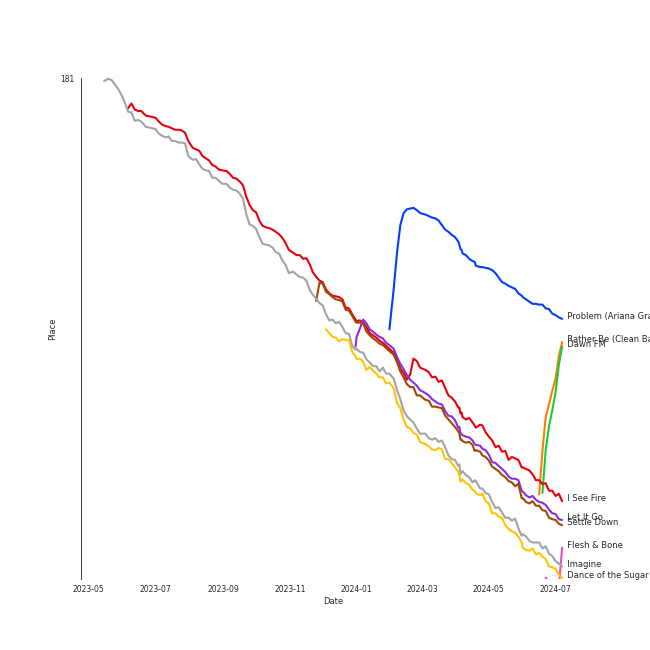 181
Place
Problem (Ariana Gra
Rather Be (Clean Ba
Dawn FM
I See Fire
Let It Go
Settle Down
Flesh & Bone
Imagine
Dance of the Sugar
2023-05 2023-07 2023-09 2023-11 2024-01 2024-03 2024-05 2024-07
Date